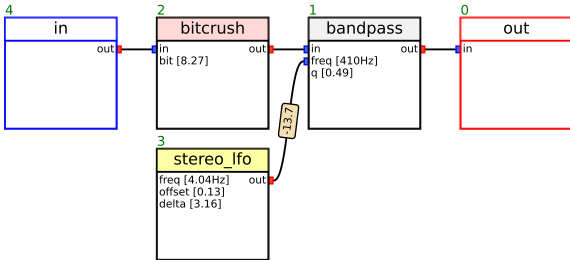 4
in
out
2
bitcrush
in
out
bit [8.27]
1
bandpass
in
out
freq [410Hz]
q [0.49]
0
out
in
-13.7
3
stereo_lfo
freq [4.04Hz]
out
offset [0.13]
delta [3.16]